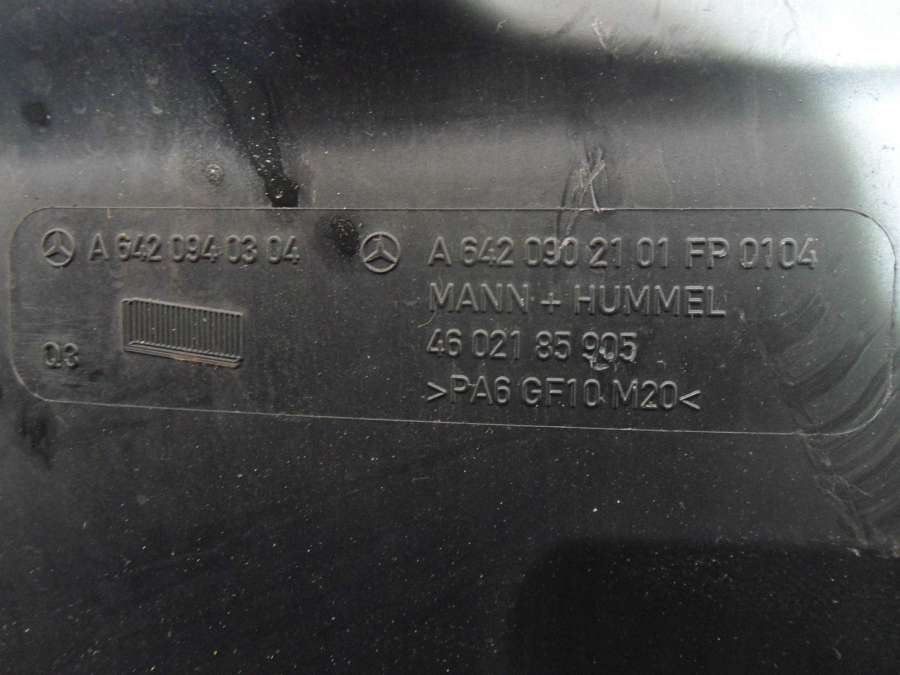 A 642 094 03 04
Q3
A 642 090 21 01 FP 0104
MANN + HUMMEL
46 021 85 905
>PA6 GF10 M20<